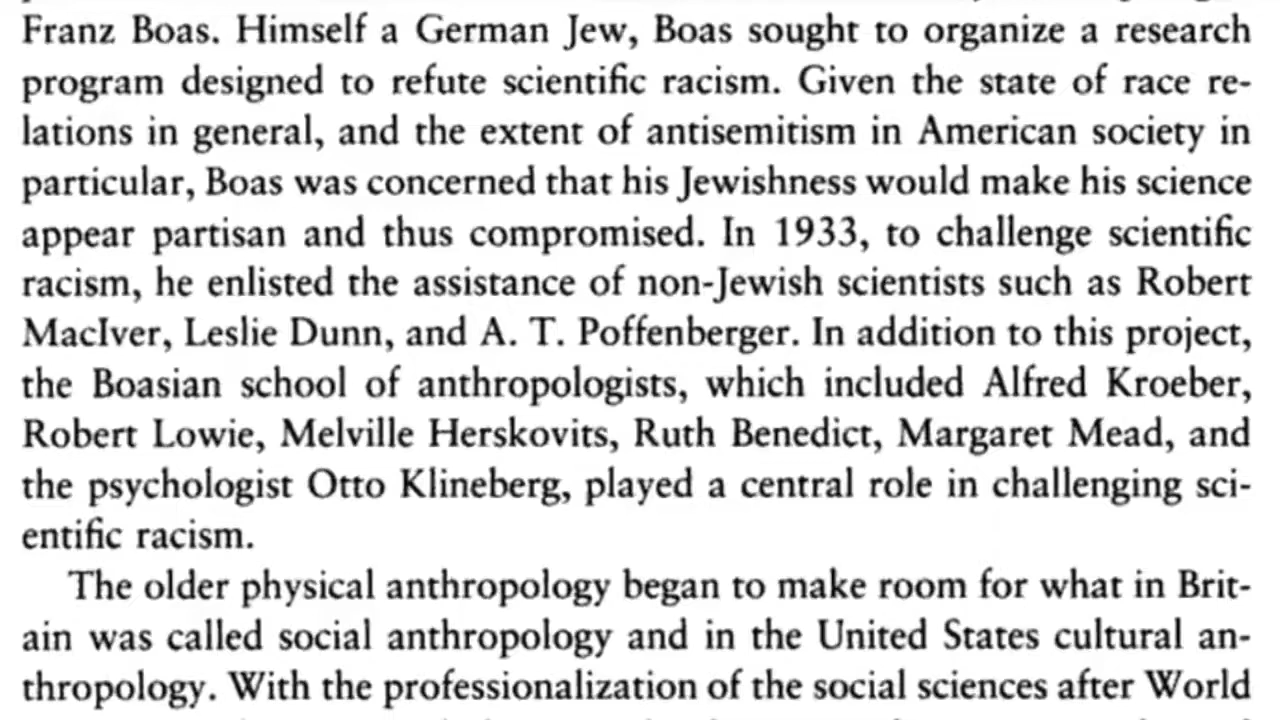 Franz Boas. Himself a German Jew, Boas sought to organize a research
program designed to refute scientific racism. Given the state of race re-
lations in general, and the extent of antisemitism in American society in
particular, Boas was concerned that his Jewishness would make his science
appear partisan and thus compromised. In 1933, to challenge scientific
racism, he enlisted the assistance of non-Jewish scientists such as Robert
MacIver, Leslie Dunn, and A. T. Poffenberger. In addition to this project,
the Boasian school of anthropologists, which included Alfred Kroeber,
Robert Lowie, Melville Herskovits, Ruth Benedict, Margaret Mead, and
the psychologist Otto Klineberg, played a central role in challenging sci-
entific racism.
The older physical anthropology began to make room for what in Brit-
ain was called social anthropology and in the United States cultural an-
thropology. With the professionalization of the social sciences after World